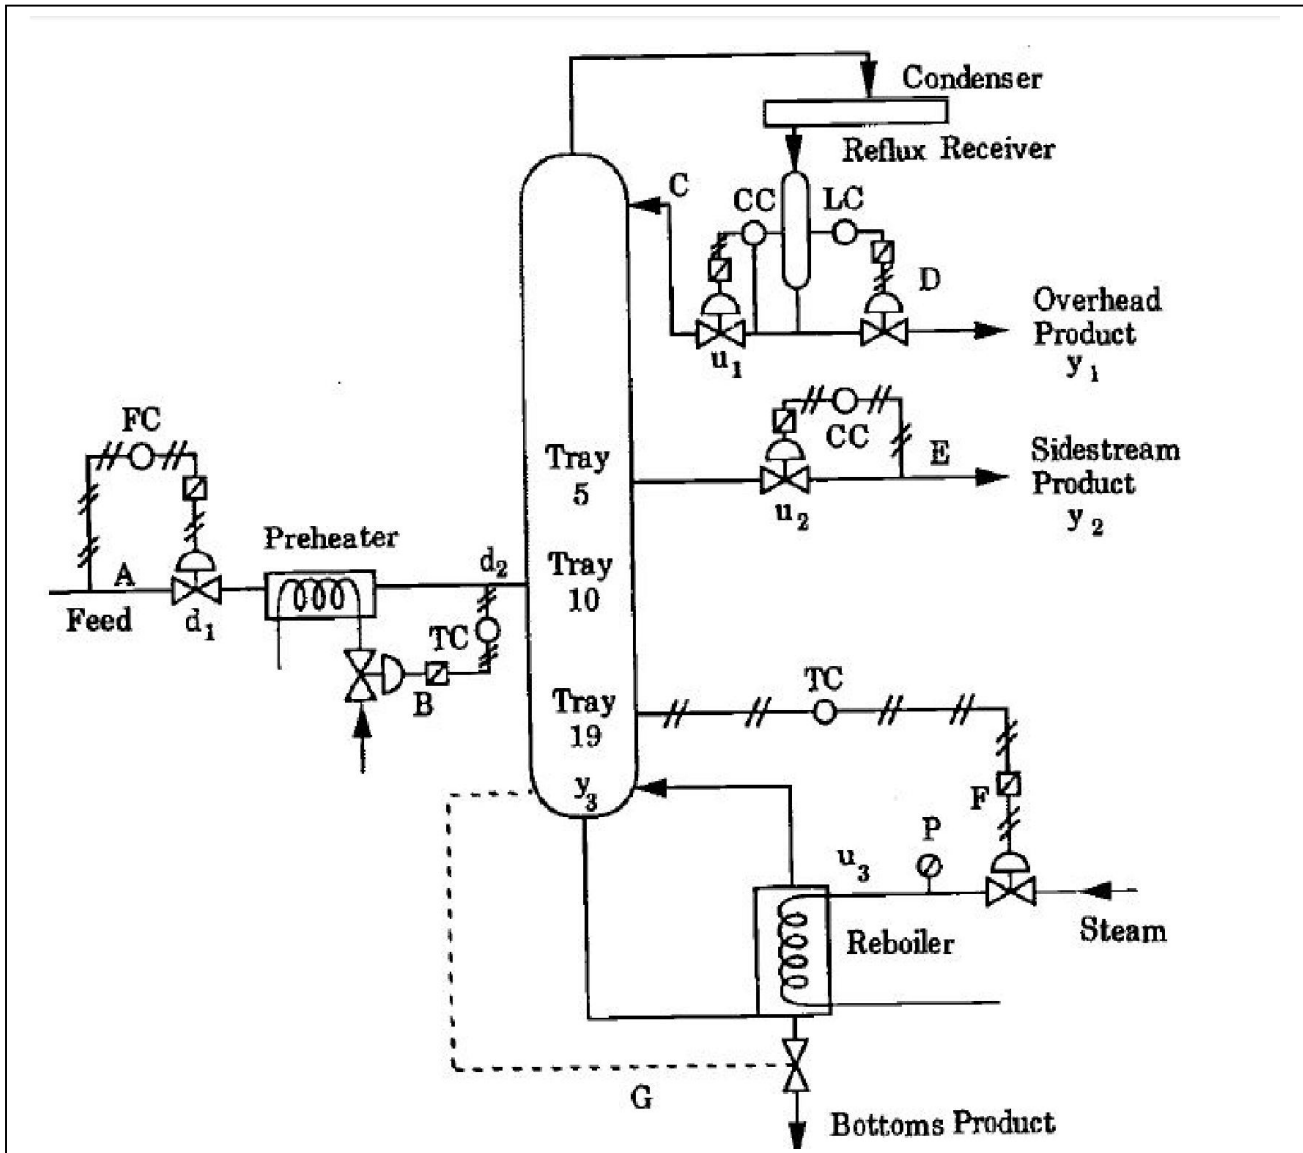 Condenser
Reflux Receiver
C
CC
LC
D
u1
Overhead
Product
y1
FC
CC
E
Sidestream
Product
y2
Tray
5
u2
Preheater
d2
Tray
10
A
Feed
d1
TC
B
TC
Tray
19
y3
F
P
u3
Steam
Reboiler
G
Bottoms Product